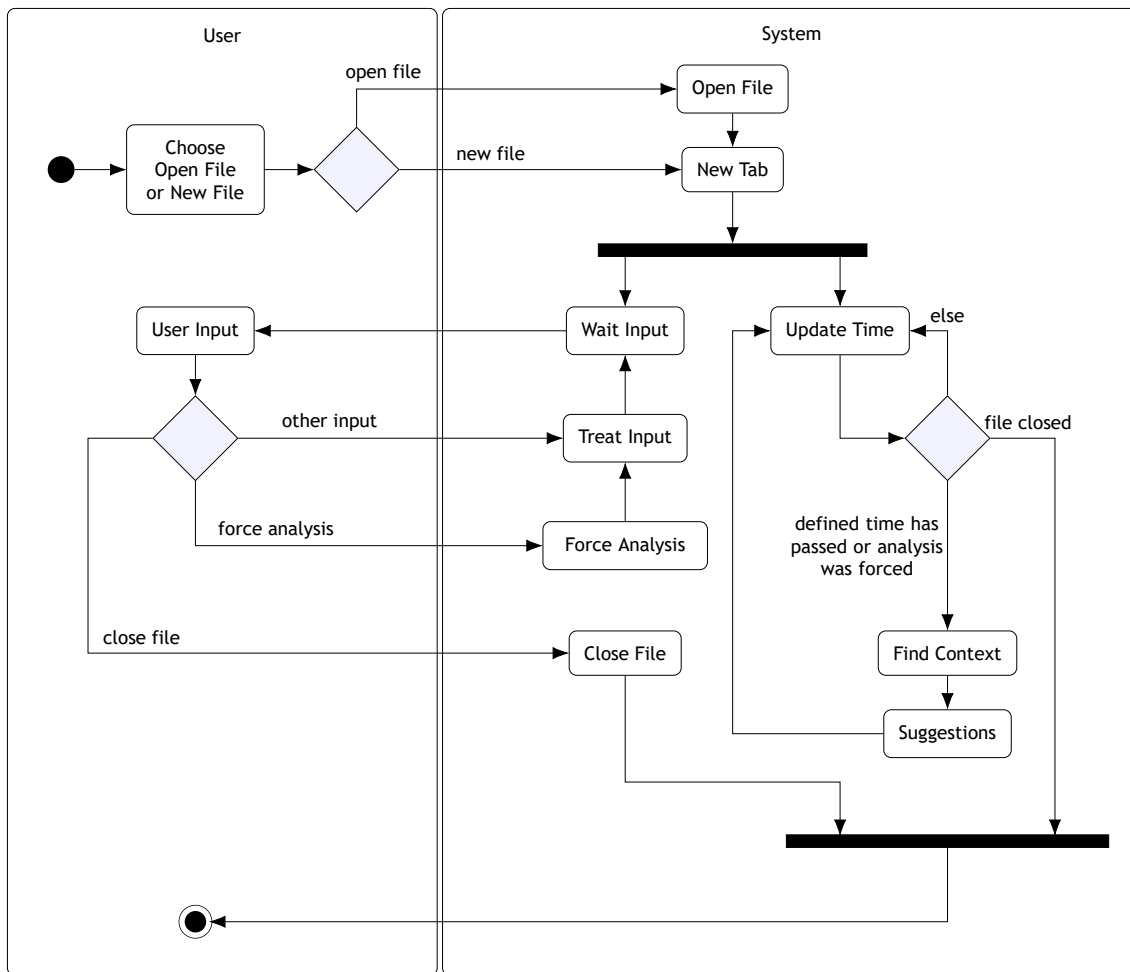 User
System
open file
Open File
Choose
Open File
or New File
new file
New Tab
User Input
Wait Input
Update Time
else
other input
Treat Input
file closed
force analysis
Force Analysis
defined time has
passed or analysis
was forced
close file
Close File
Find Context
Suggestions